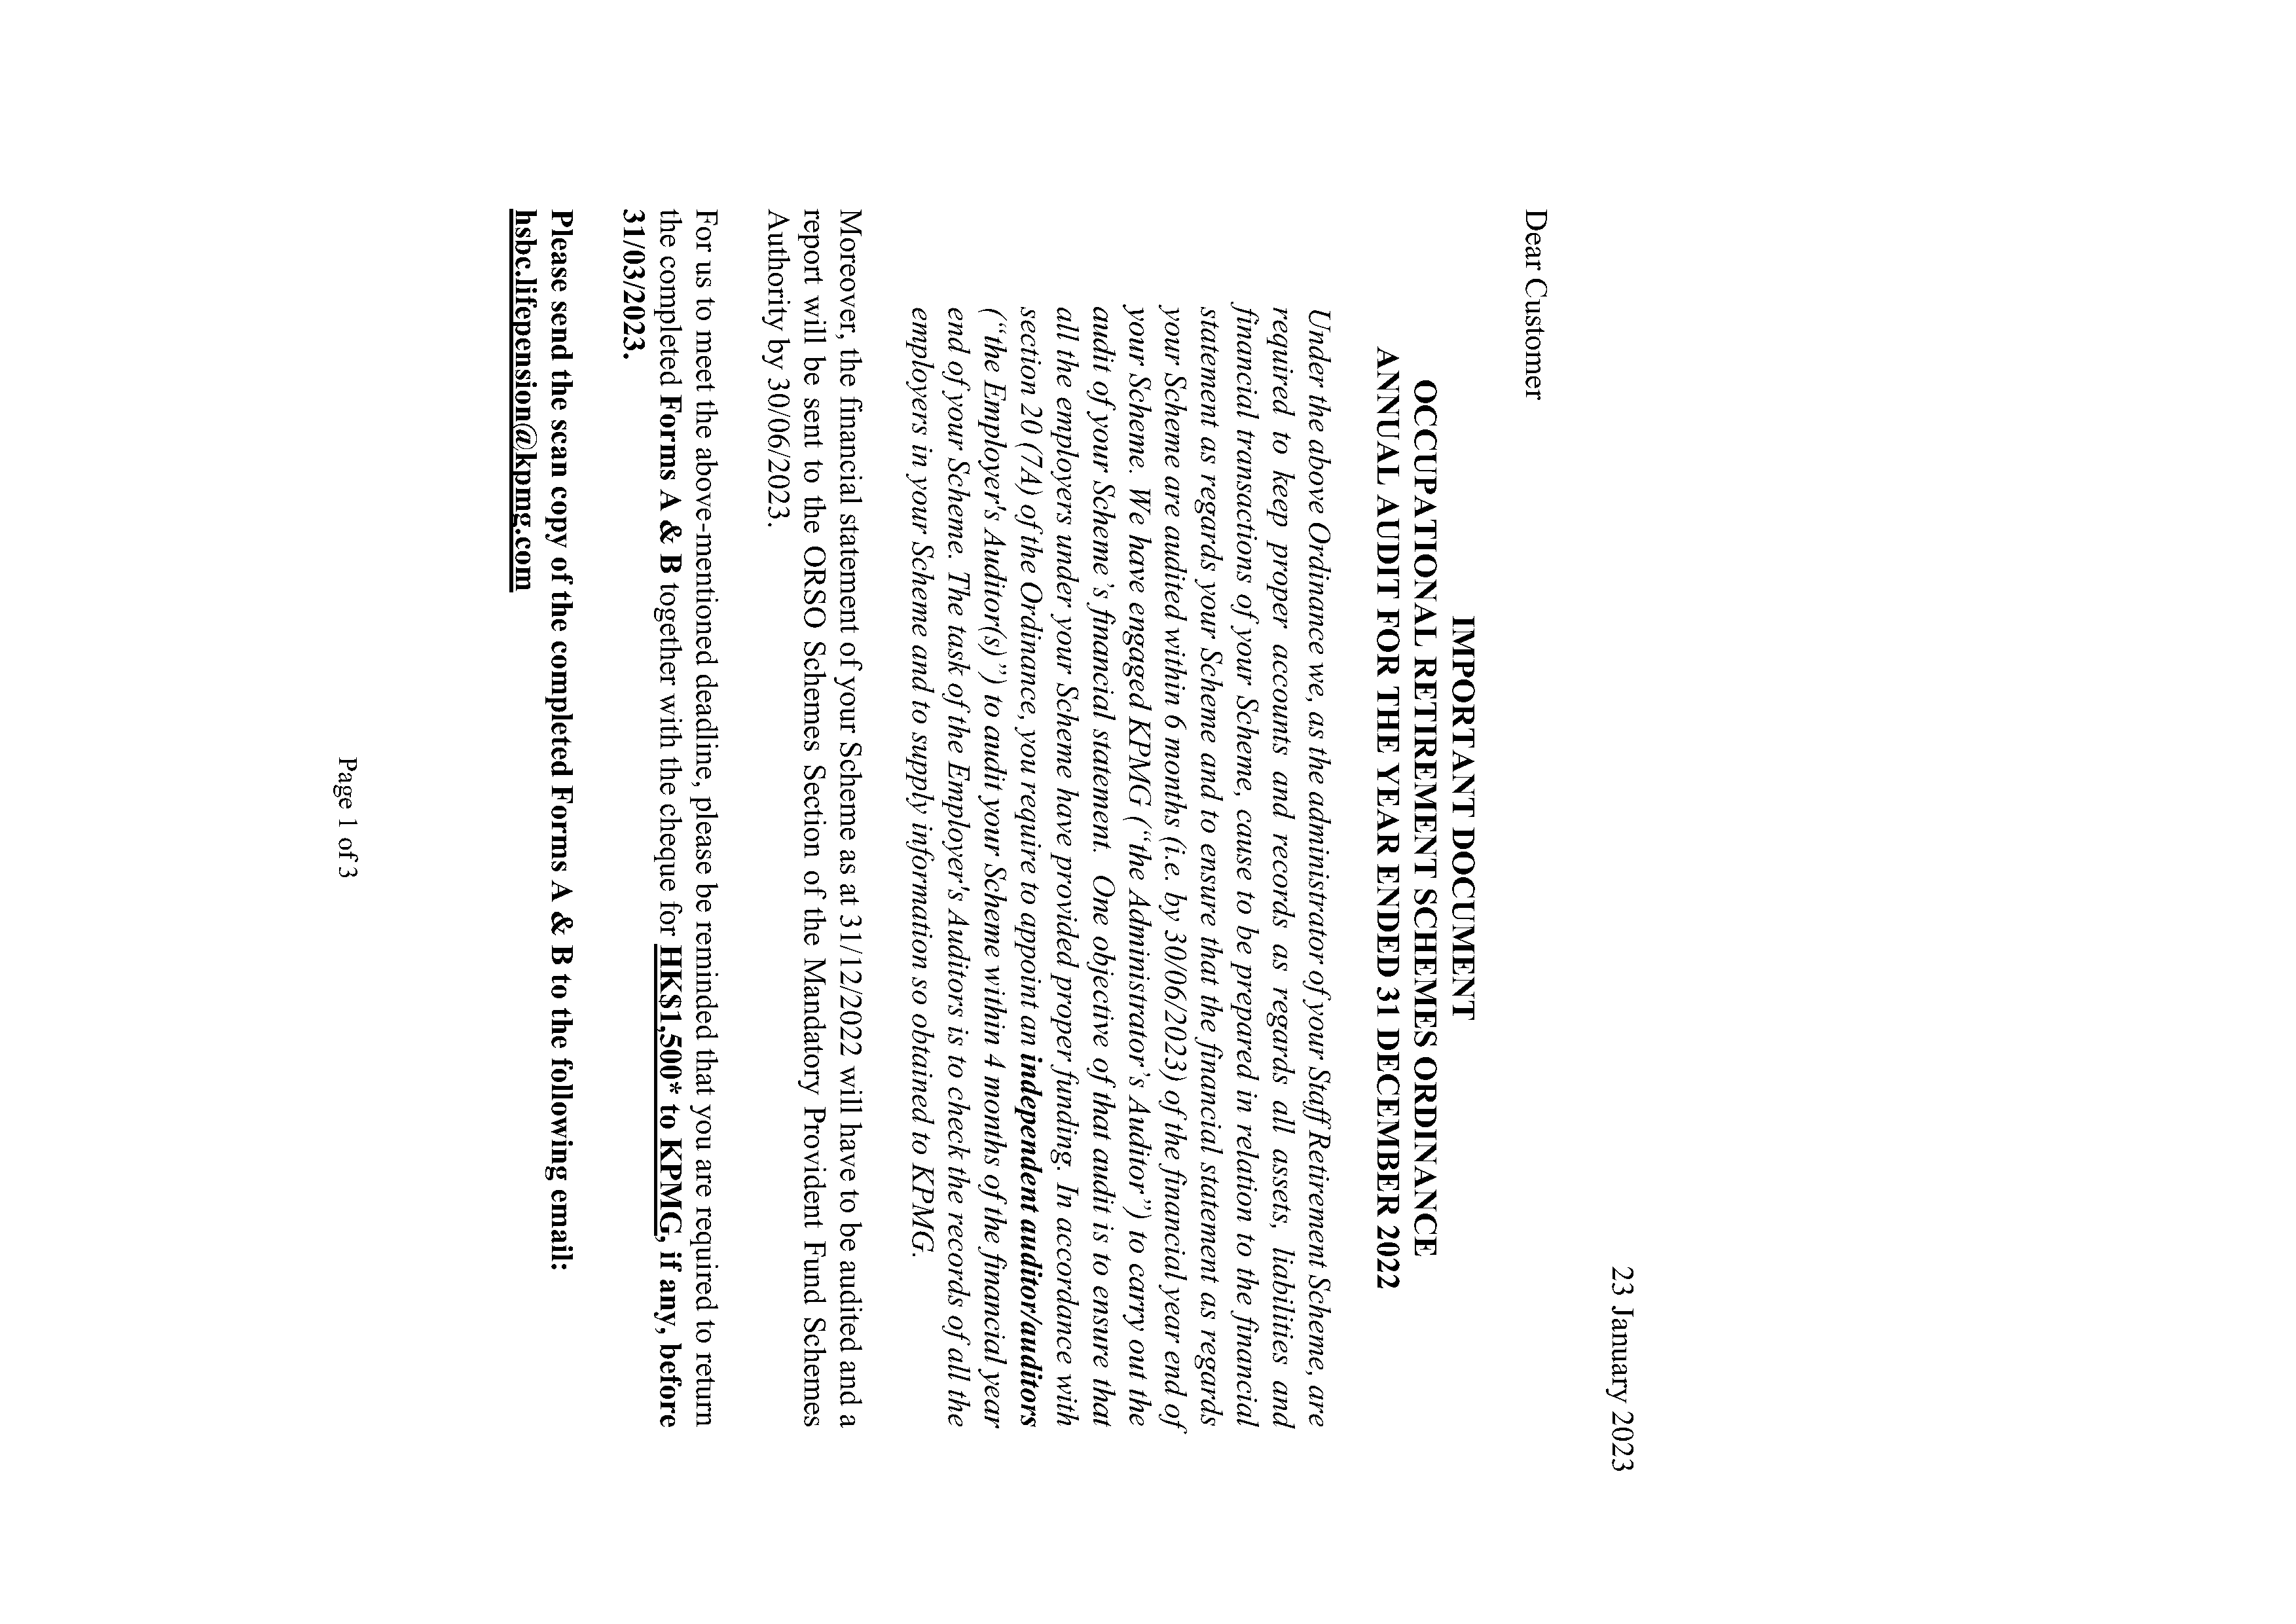 23 January 2023
Dear Customer
IMPORTANT DOCUMENT
OCCUPATIONAL RETIREMENT SCHEMES ORDINANCE
ANNUAL AUDIT FOR THE YEAR ENDED 31 DECEMBER 2022
Under the above Ordinance we, as the administrator of your Staff Retirement Scheme, are
required to keep proper accounts and records as regards all assets, liabilities and
financial transactions of your Scheme, cause to be prepared in relation to the financial
statement as regards your Scheme and to ensure that the financial statement as regards
your Scheme are audited within 6 months (i.e. by 30/06/2023) of the financial year end of
your Scheme. We have engaged KPMG (“the Administrator’s Auditor”) to carry out the
audit of your Scheme’s financial statement. One objective of that audit is to ensure that
all the employers under your Scheme have provided proper funding. In accordance with
section 20 (7A) of the Ordinance, you require to appoint an independent auditor/auditors
(“the Employer's Auditor(s)”) to audit your Scheme within 4 months of the financial year
end of your Scheme. The task of the Employer's Auditors is to check the records of all the
employers in your Scheme and to supply information so obtained to KPMG.
Moreover, the financial statement of your Scheme as at 31/12/2022 will have to be audited and a
report will be sent to the ORSO Schemes Section of the Mandatory Provident Fund Schemes
Authority by 30/06/2023.
For us to meet the above-mentioned deadline, please be reminded that you are required to return
the completed Forms A & B together with the cheque for HK$1,500* to KPMG, if any, before
31/03/2023.
Please send the scan copy of the completed Forms A & B to the following email:
hsbc.lifepension@kpmg.com
Page 1 of 3